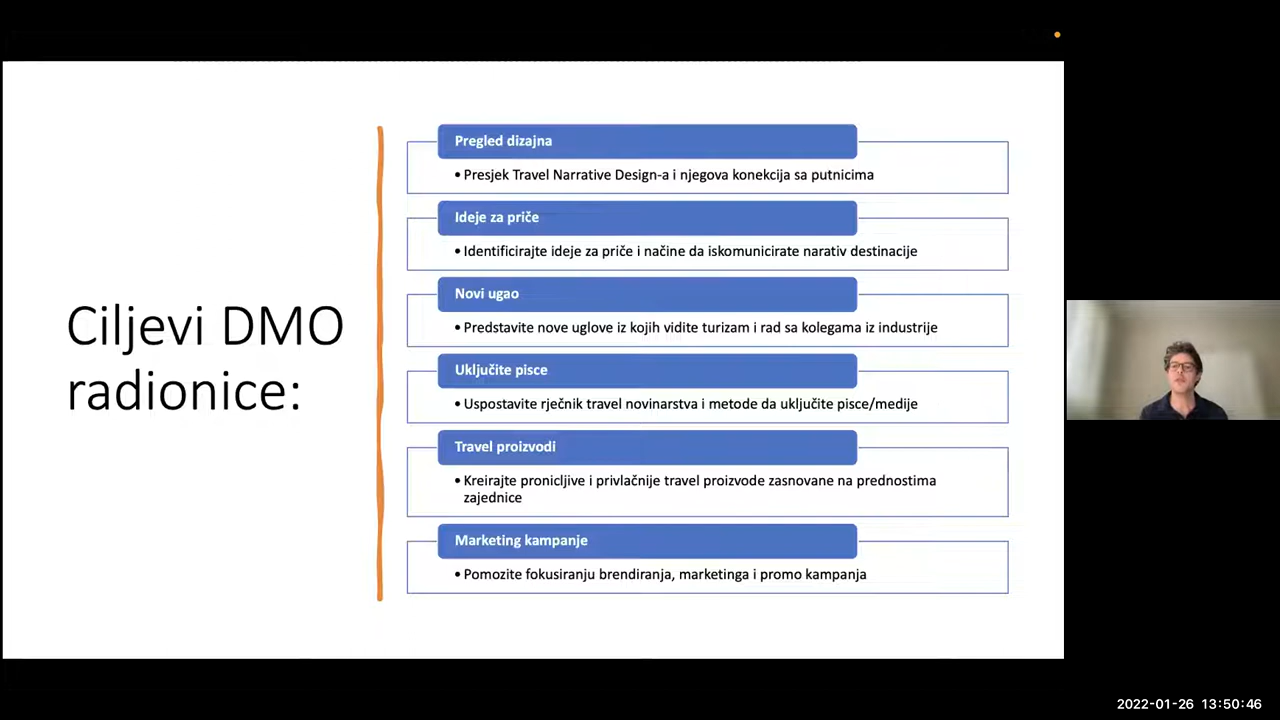 Ciljevi DMO
radionice:
Pregled dizajna
• Presjek Travel Narrative Design-a i njegova konekcija sa putnicima
Ideje za priče
• Identificirajte ideje za priče i načine da iskomunicirate narativ destinacije
Novi ugao
• Predstavite nove uglove iz kojih vidite turizam i rad sa kolegama iz industrije
Uključite pisce
• Uspostavite rječnik travel novinarstva i metode da uključite pisce/medije
Travel proizvodi
• Kreirajte pronicljive i privlačnije travel proizvode zasnovane na prednostima
zajednice
Marketing kampanje
• Pomozite fokusiranju brendiranja, marketinga i promo kampanja
2022-01-26 13:50:46